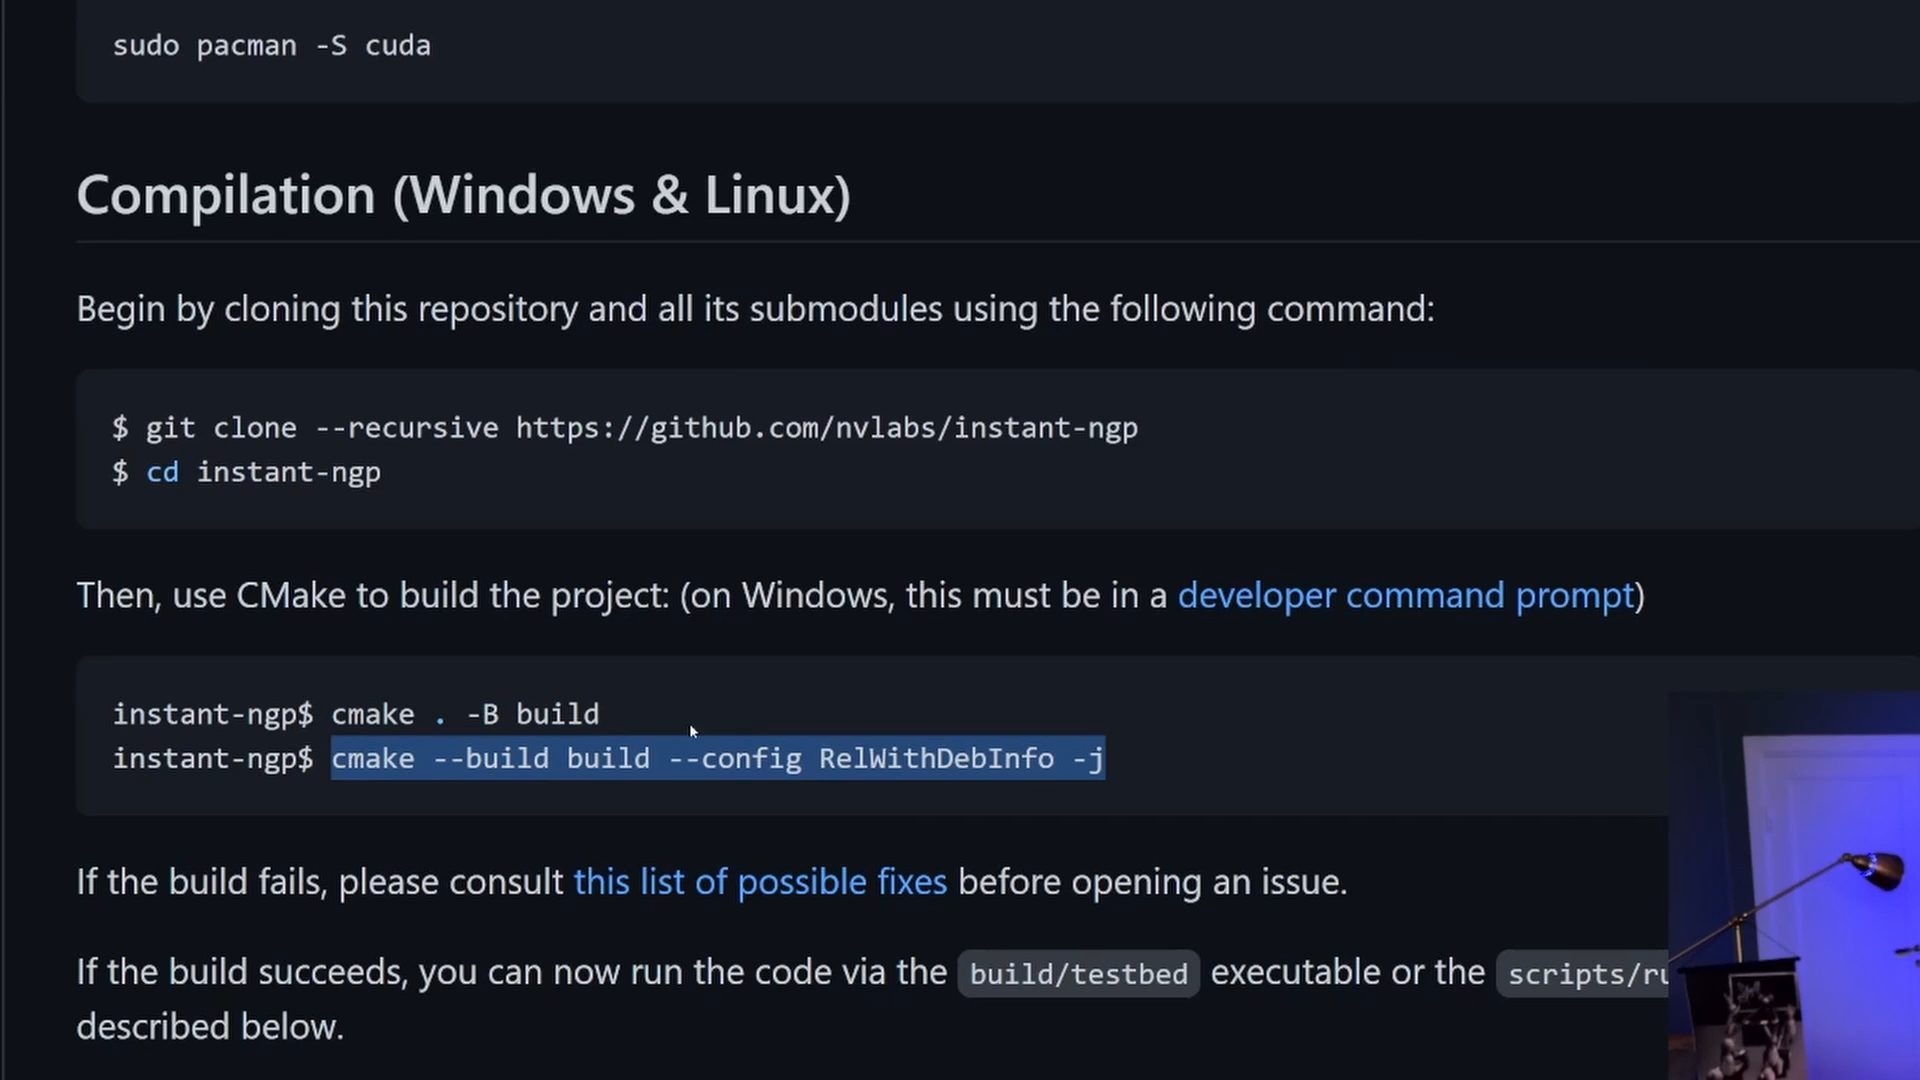 sudo pacman -S cuda
Compilation (Windows & Linux)
Begin by cloning this repository and all its submodules using the following command:
$ git clone --recursive https://github.com/nvlabs/instant-ngp
$ cd instant-ngp
Then, use CMake to build the project: (on Windows, this must be in a developer command prompt)
instant-ngp$ cmake . -B build
instant-ngp$ cmake --build build --config RelWithDebInfo -j
If the build fails, please consult this list of possible fixes before opening an issue.
If the build succeeds, you can now run the code via the build/testbed executable or the scripts/ru
described below.